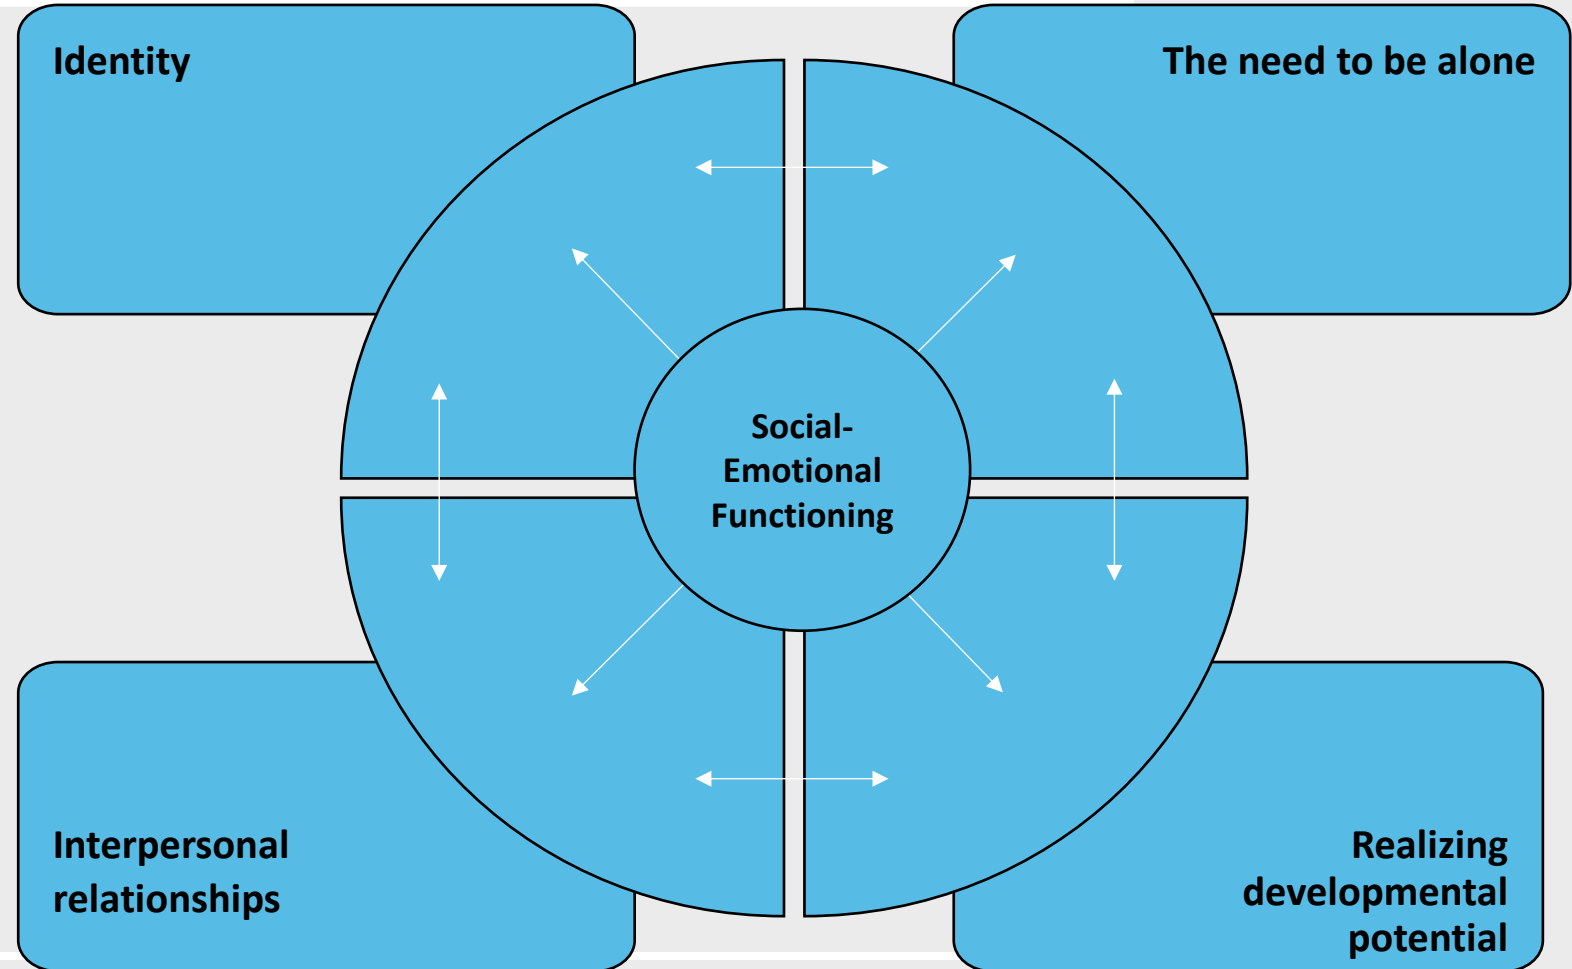 Identity
The need to be alone
Social-
Emotional
Functioning
Interpersonal
relationships
Realizing
developmental
potential